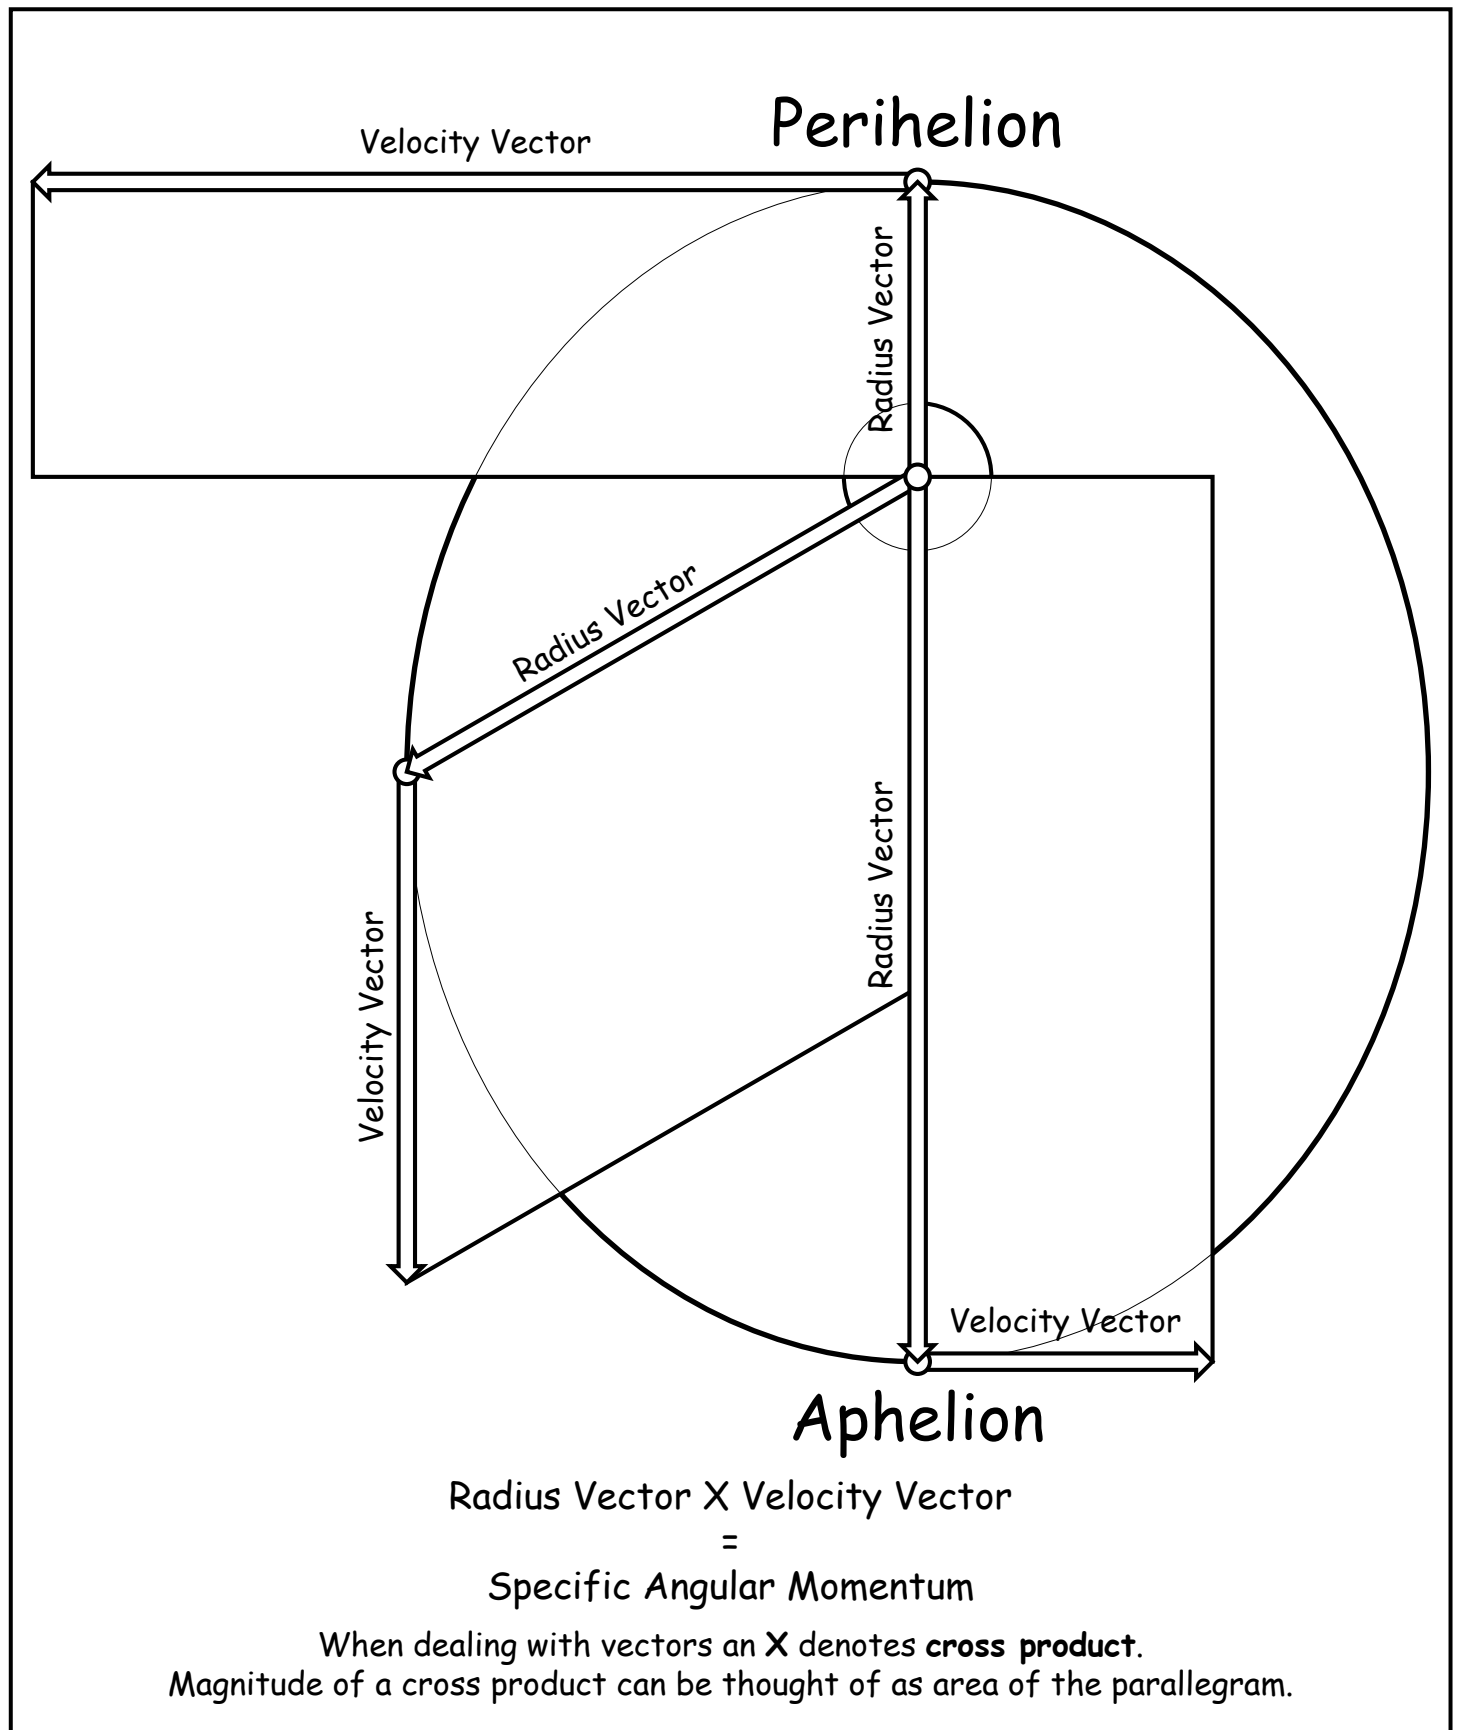 Perihelion
Velocity Vector
Radius Vector
Radius Vector
Radius Vector
Velocity Vector
Velocity Vector
Aphelion
Radius Vector X Velocity Vector
=
Specific Angular Momentum
When dealing with vectors an X denotes cross product.
Magnitude of a cross product can be thought of as area of the parallegram.